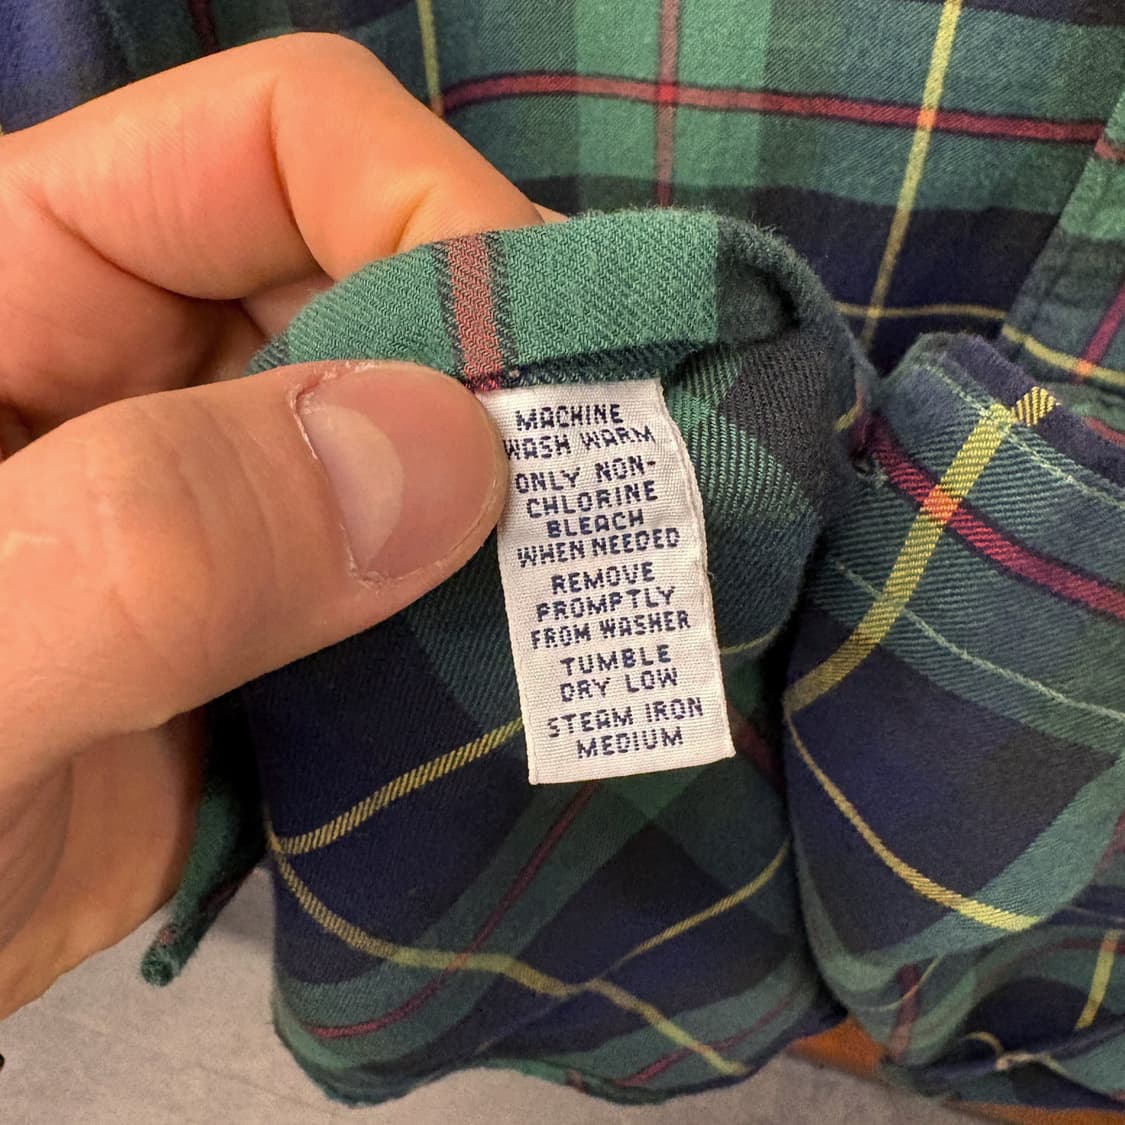 MACHINE
WASH WARM
ONLY NON-
CHLORINE
BLEACH
WHEN NEEDED
REMOVE
PROMPTLY
FROM WASHER
TUMBLE
DRY LOW
STEAM IRON
MEDIUM